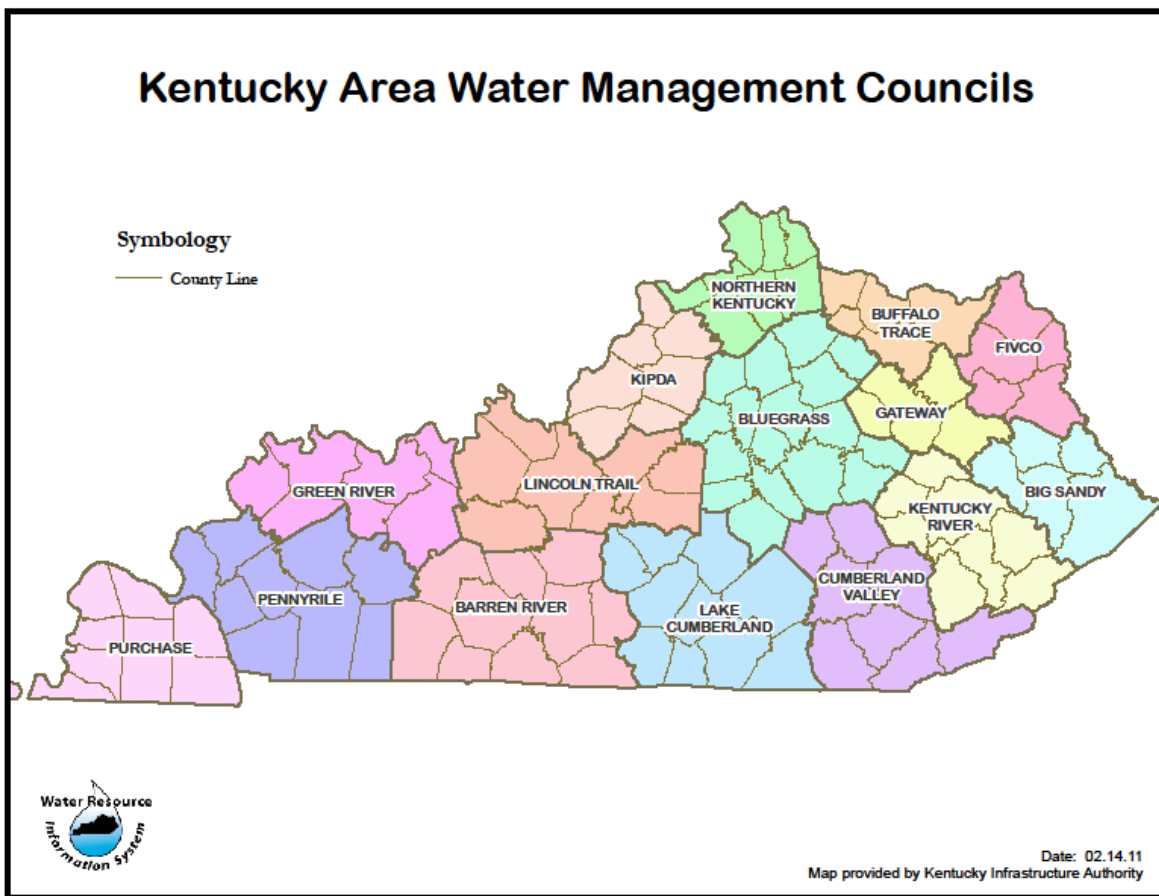 Kentucky Area Water Management Councils
Symbology
County Line
NORTHERN
KENTUCKY
BUFFALO
TRACE
FIVCO
KIPDA
BLUEGRASS
GATEWAY
GREEN RIVER
LINCOLN TRAIL
BIG SANDY
KENTUCKY
RIVER
PENNYRILE
BARREN RIVER
LAKE
CUMBERLAND
CUMBERLAND
VALLEY
PURCHASE
Water Resource
Information System
Date: 02.14.11
Map provided by Kentucky Infrastructure Authority